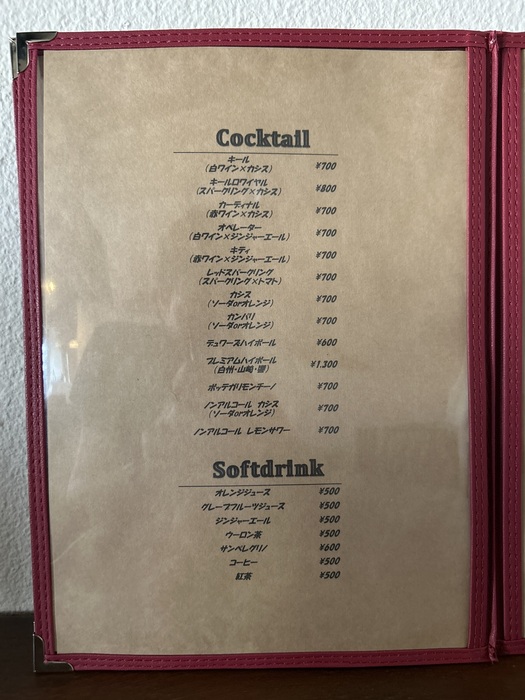 Cocktail
キール
(白ワイン×カシス) ¥700
キールロワイヤル
(スパークリング×カシス) ¥800
カーディナル
(赤ワイン×カシス) ¥700
オペレーター
(白ワイン×ジンジャーエール) ¥700
キティ
(赤ワイン×ジンジャーエール) ¥700
レッドスパークリング
(スパークリング×トマト) ¥700
カシス
(ソーダorオレンジ) ¥700
カンパリ
(ソーダorオレンジ) ¥700
デュワーズハイボール ¥600
プレミアムハイボール
(白州・山崎・響) ¥1,300
ボッテガリモンチーノ ¥700
ノンアルコール カシス
(ソーダorオレンジ) ¥700
ノンアルコール レモンサワー ¥700
Softdrink
オレンジジュース ¥500
グレープフルーツジュース ¥500
ジンジャーエール ¥500
ウーロン茶 ¥500
サンペレグリノ ¥600
コーヒー ¥500
紅茶 ¥500